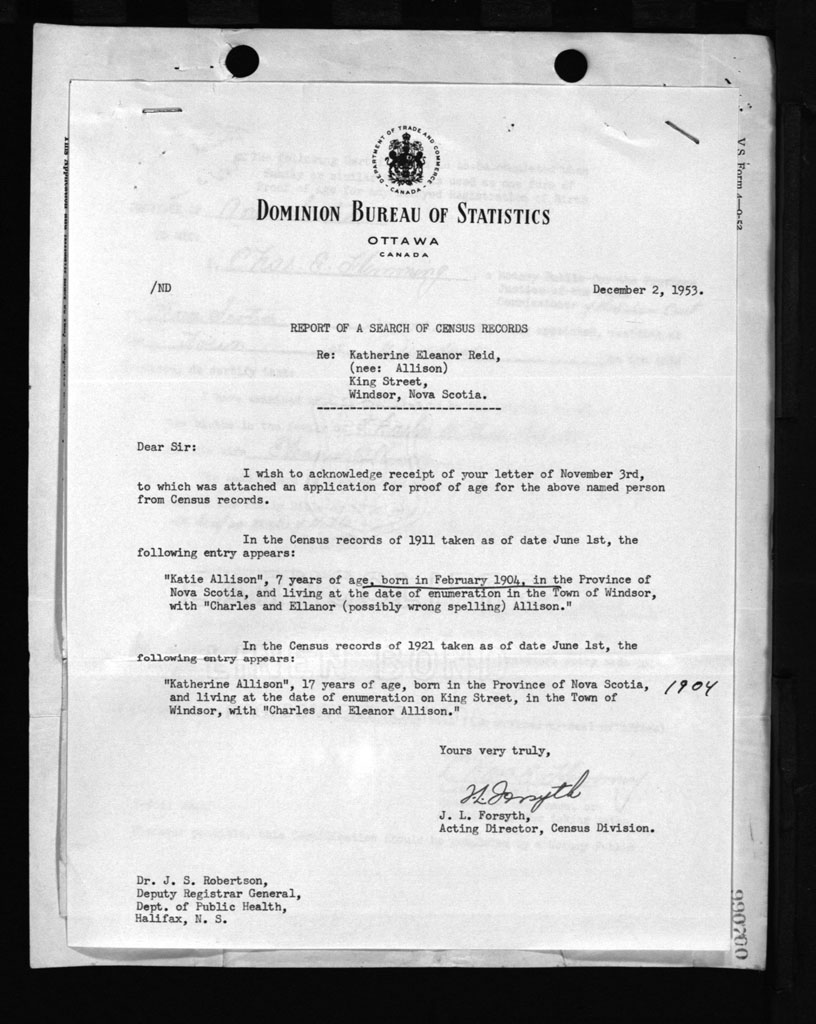 DEPARTMENT OF TRADE AND COMMERCE
CANADA
DOMINION BUREAU OF STATISTICS
OTTAWA
CANADA
/ND
December 2, 1953.
REPORT OF A SEARCH OF CENSUS RECORDS
Re: Katherine Eleanor Reid,
(nee: Allison)
King Street,
Windsor, Nova Scotia.
Dear Sir:
I wish to acknowledge receipt of your letter of November 3rd,
to which was attached an application for proof of age for the above named person
from Census records.
In the Census records of 1911 taken as of date June 1st, the
following entry appears:
"Katie Allison", 7 years of age, born in February 1904, in the Province of
Nova Scotia, and living at the date of enumeration in the Town of Windsor,
with "Charles and Ellanor (possibly wrong spelling) Allison."
In the Census records of 1921 taken as of date June 1st, the
following entry appears:
"Katherine Allison", 17 years of age, born in the Province of Nova Scotia,
and living at the date of enumeration on King Street, in the Town of
Windsor, with "Charles and Eleanor Allison."
1904
Yours very truly,
J. L. Forsyth,
Acting Director, Census Division.
Dr. J. S. Robertson,
Deputy Registrar General,
Dept. of Public Health,
Halifax, N. S.
V.S. Form